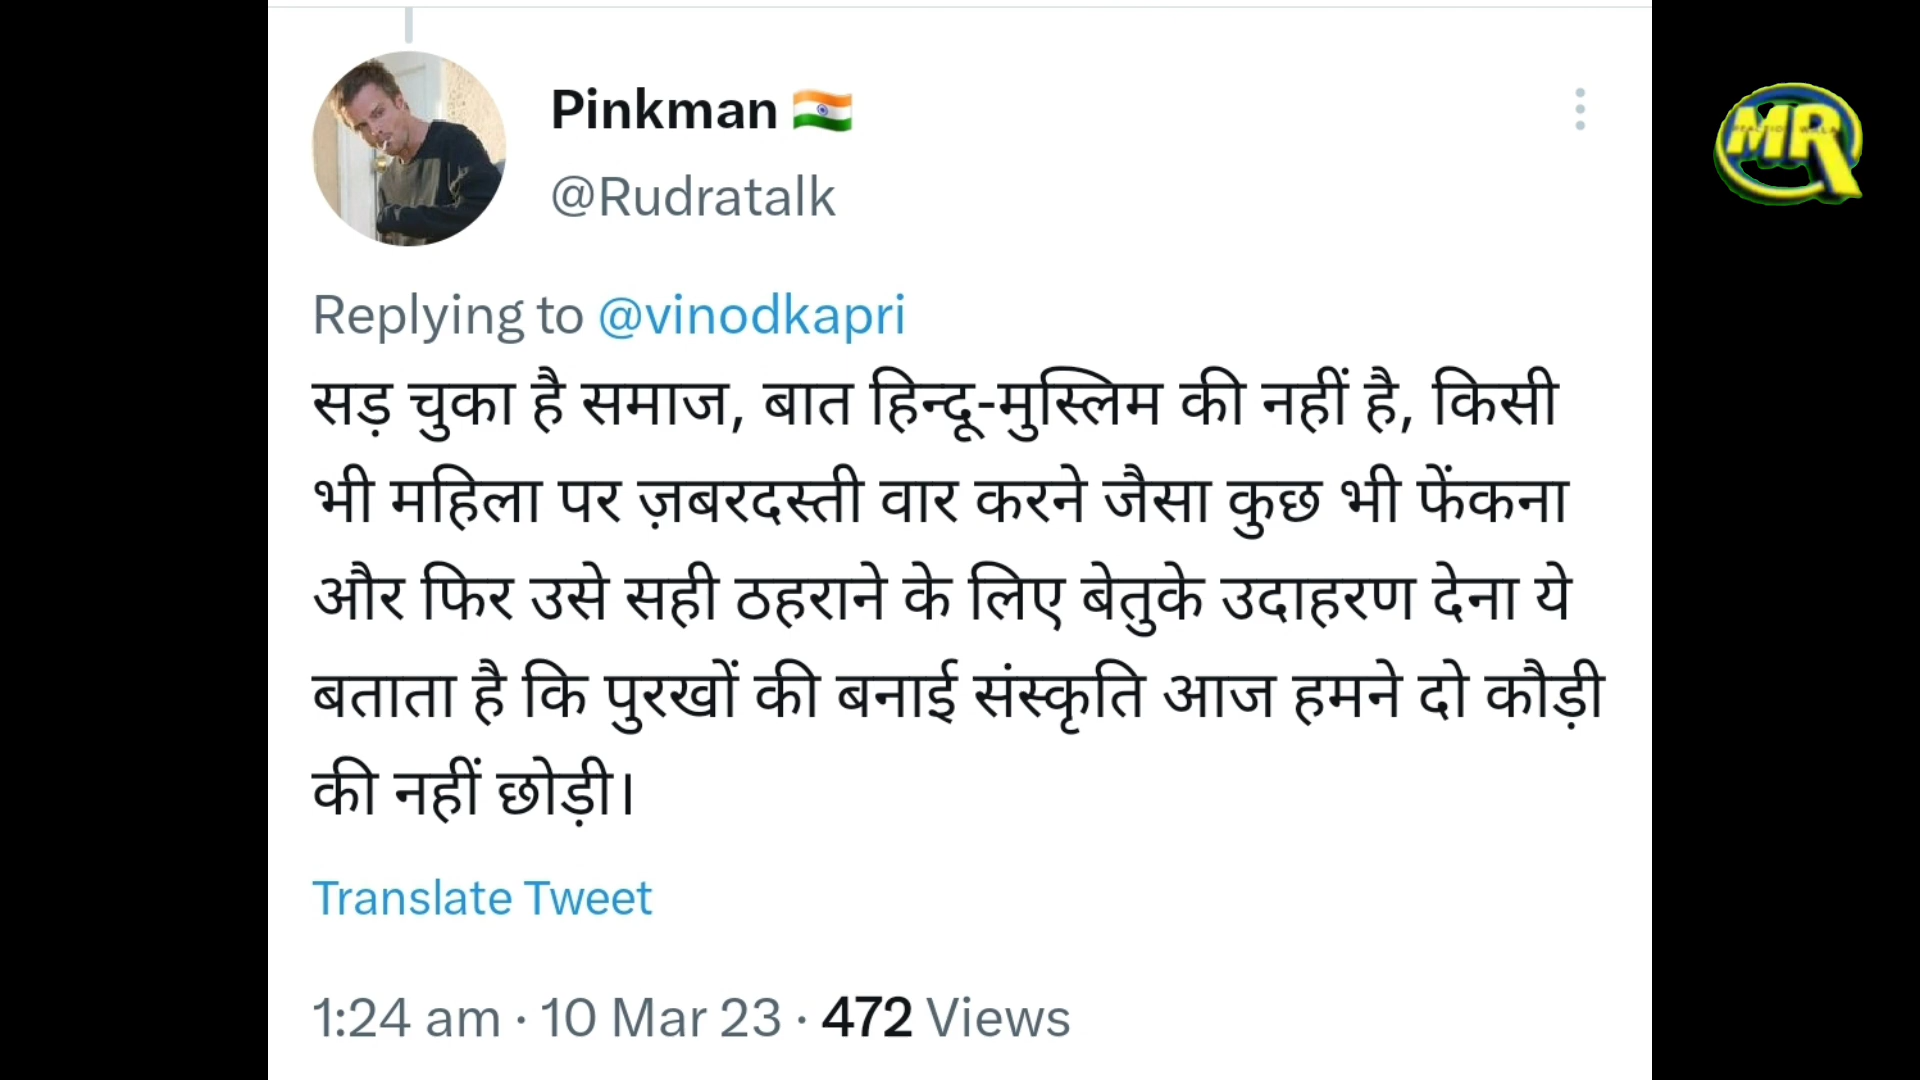 Pinkman 🇮🇳
@Rudratalk
Replying to @vinodkapri
सड़ चुका है समाज, बात हिन्दू-मुस्लिम की नहीं है, किसी
भी महिला पर ज़बरदस्ती वार करने जैसा कुछ भी फेंकना
और फिर उसे सही ठहराने के लिए बेतुके उदाहरण देना ये
बताता है कि पुरखों की बनाई संस्कृति आज हमने दो कौड़ी
की नहीं छोड़ी।
Translate Tweet
1:24 am · 10 Mar 23 · 472 Views
MR